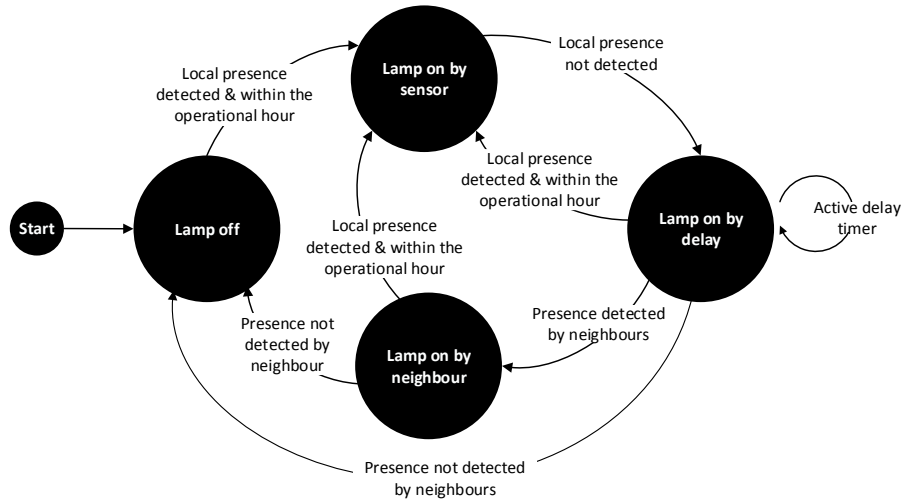 Lamp on by
sensor
Local presence
not detected
Local presence
detected & within the
operational hour
Local presence
detected & within the
operational hour
Start
Lamp off
Lamp on by
delay
Active delay
timer
Local presence
detected & within the
operational hour
Presence not
detected by
neighbour
Presence detected
by neighbours
Lamp on by
neighbour
Presence not detected
by neighbours